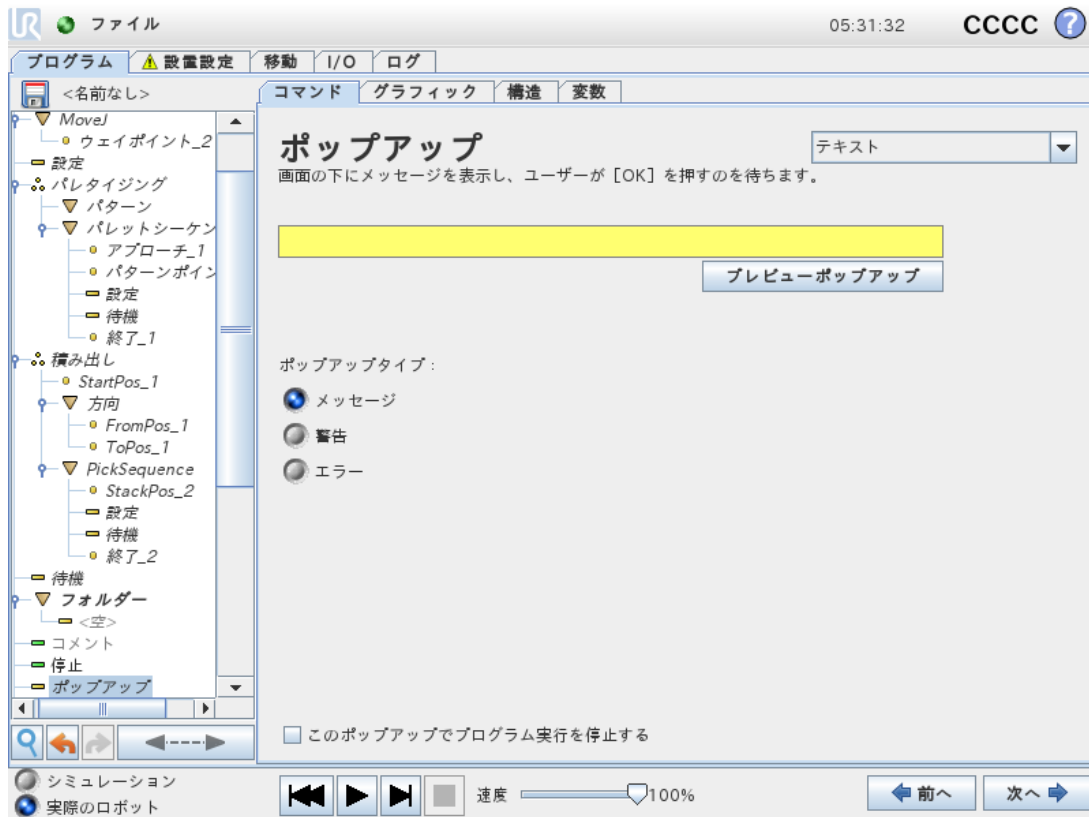 UR ファイル 05:31:32 CCCC ?
プログラム 設置設定 移動 I/O ログ
<名前なし>
コマンド グラフィック 構造 変数
MoveJ
ウェイポイント_2
設定
パレタイジング
パターン
パレットシーケン
アプローチ_1
パターンポイン
設定
待機
終了_1
積み出し
StartPos_1
方向
FromPos_1
ToPos_1
PickSequence
StackPos_2
設定
待機
終了_2
待機
フォルダー
<空>
コメント
停止
ポップアップ
ポップアップ
テキスト
画面の下にメッセージを表示し、ユーザーが［OK］を押すのを待ちます。
プレビューポップアップ
ポップアップタイプ：
メッセージ
警告
エラー
このポップアップでプログラム実行を停止する
シミュレーション
実際のロボット
速度 100%
前へ 次へ